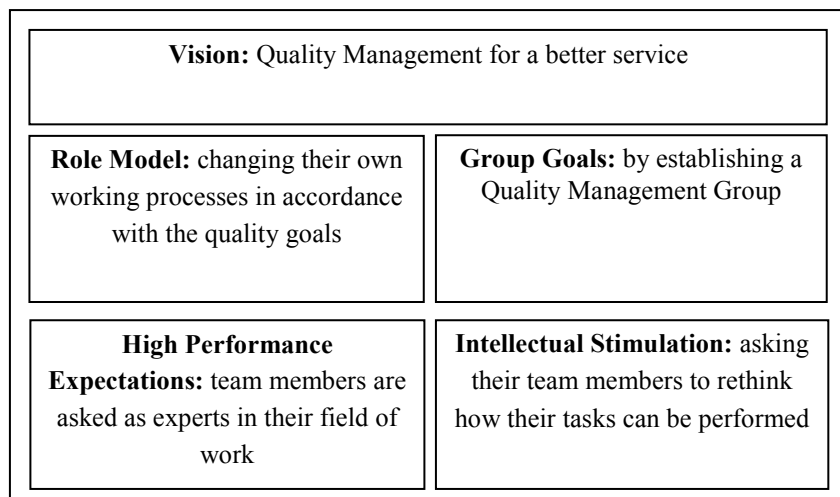 Vision: Quality Management for a better service
Role Model: changing their own
working processes in accordance
with the quality goals
Group Goals: by establishing a
Quality Management Group
High Performance
Expectations: team members are
asked as experts in their field of
work
Intellectual Stimulation: asking
their team members to rethink
how their tasks can be performed